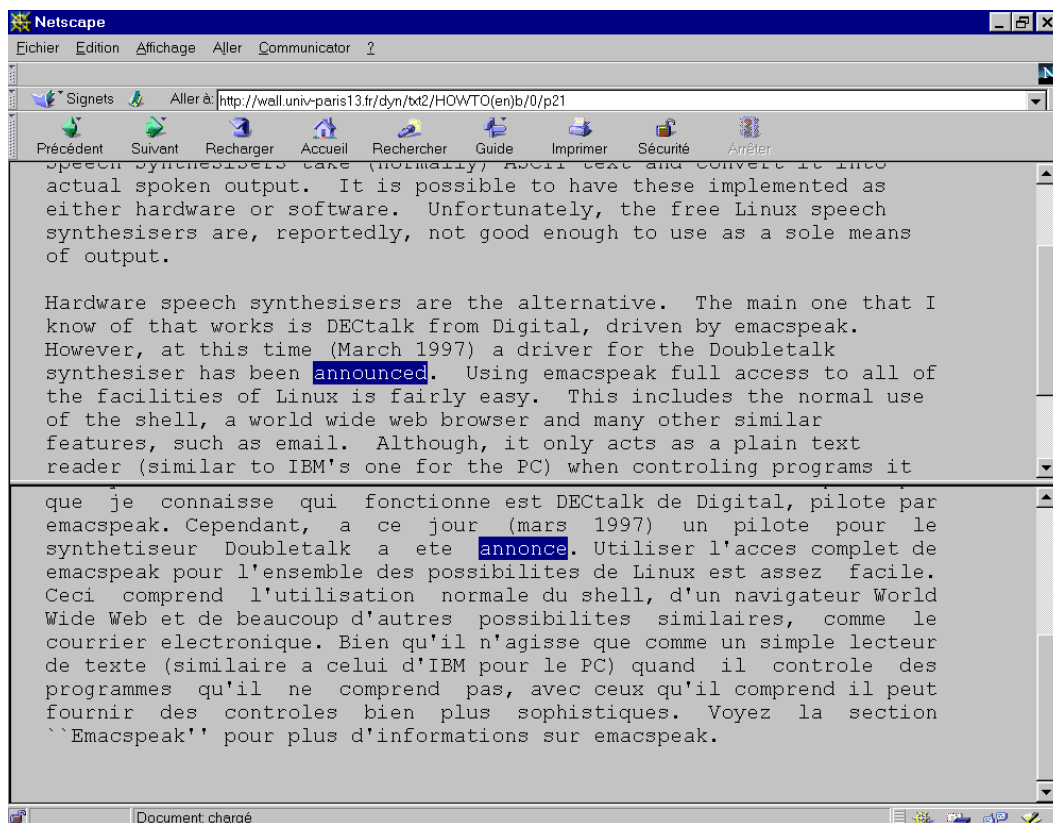 Netscape
Fichier Edition Affichage Aller Communicator ?
N
Signets Aller à: http://wall.univ-paris13.fr/dyn/txt2/HOWTO(en)b/0/p21
Précédent Suivant Recharger Accueil Rechercher Guide Imprimer Sécurité Arrêter
Speech Synthesisers take (normally) ASCII text and convert it into
actual spoken output. It is possible to have these implemented as
either hardware or software. Unfortunately, the free Linux speech
synthesisers are, reportedly, not good enough to use as a sole means
of output.
Hardware speech synthesisers are the alternative. The main one that I
know of that works is DECtalk from Digital, driven by emacspeak.
However, at this time (March 1997) a driver for the Doubletalk
synthesiser has been announced. Using emacspeak full access to all of
the facilities of Linux is fairly easy. This includes the normal use
of the shell, a world wide web browser and many other similar
features, such as email. Although, it only acts as a plain text
reader (similar to IBM's one for the PC) when controling programs it
que je connaisse qui fonctionne est DECtalk de Digital, pilote par
emacspeak. Cependant, a ce jour (mars 1997) un pilote pour le
synthetiseur Doubletalk a ete annonce. Utiliser l'acces complet de
emacspeak pour l'ensemble des possibilites de Linux est assez facile.
Ceci comprend l'utilisation normale du shell, d'un navigateur World
Wide Web et de beaucoup d'autres possibilites similaires, comme le
courrier electronique. Bien qu'il n'agisse que comme un simple lecteur
de texte (similaire a celui d'IBM pour le PC) quand il controle des
programmes qu'il ne comprend pas, avec ceux qu'il comprend il peut
fournir des controles bien plus sophistiques. Voyez la section
``Emacspeak'' pour plus d'informations sur emacspeak.
Document chargé